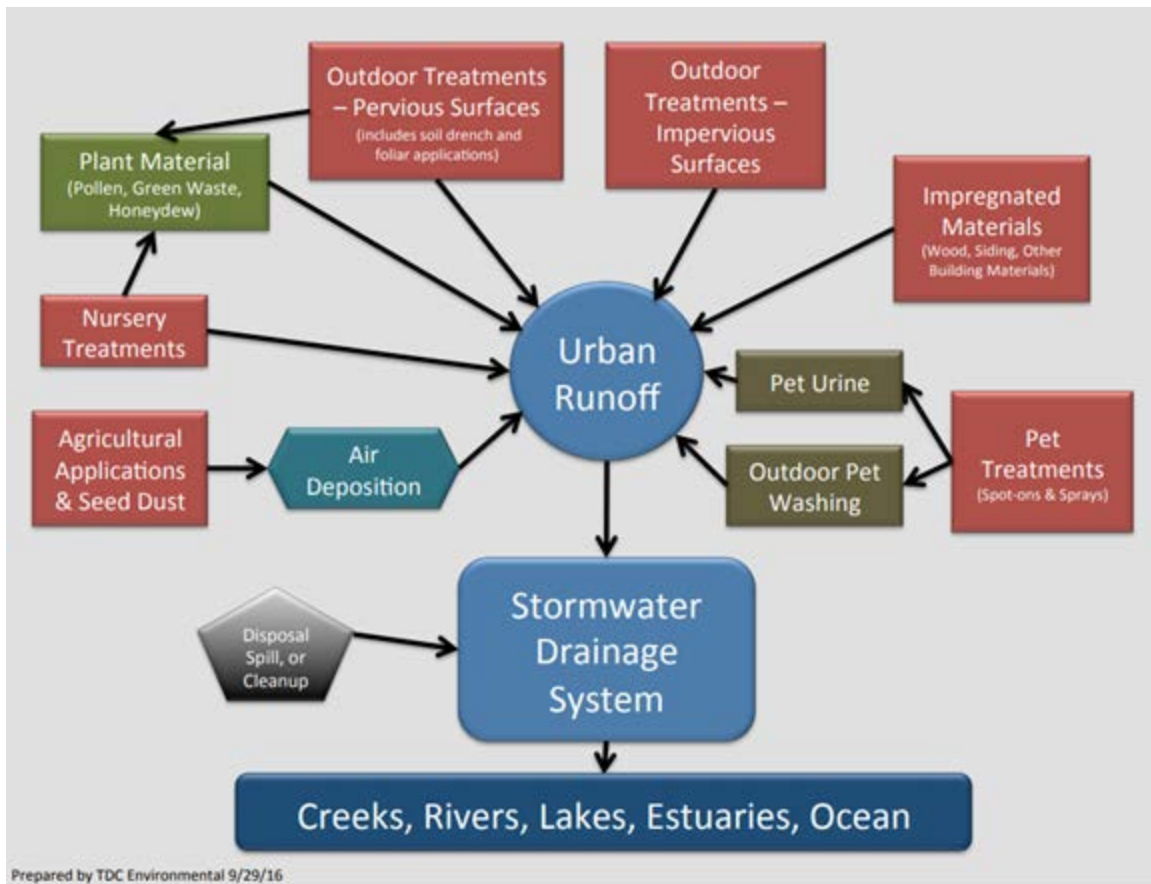 Outdoor Treatments
– Pervious Surfaces
(includes soil drench and
foliar applications)
Outdoor
Treatments –
Impervious
Surfaces
Plant Material
(Pollen, Green Waste,
Honeydew)
Impregnated
Materials
(Wood, Siding, Other
Building Materials)
Nursery
Treatments
Urban
Runoff
Pet Urine
Agricultural
Applications
& Seed Dust
Air
Deposition
Outdoor Pet
Washing
Pet
Treatments
(Spot-ons & Sprays)
Disposal
Spill, or
Cleanup
Stormwater
Drainage
System
Creeks, Rivers, Lakes, Estuaries, Ocean
Prepared by TDC Environmental 9/29/16